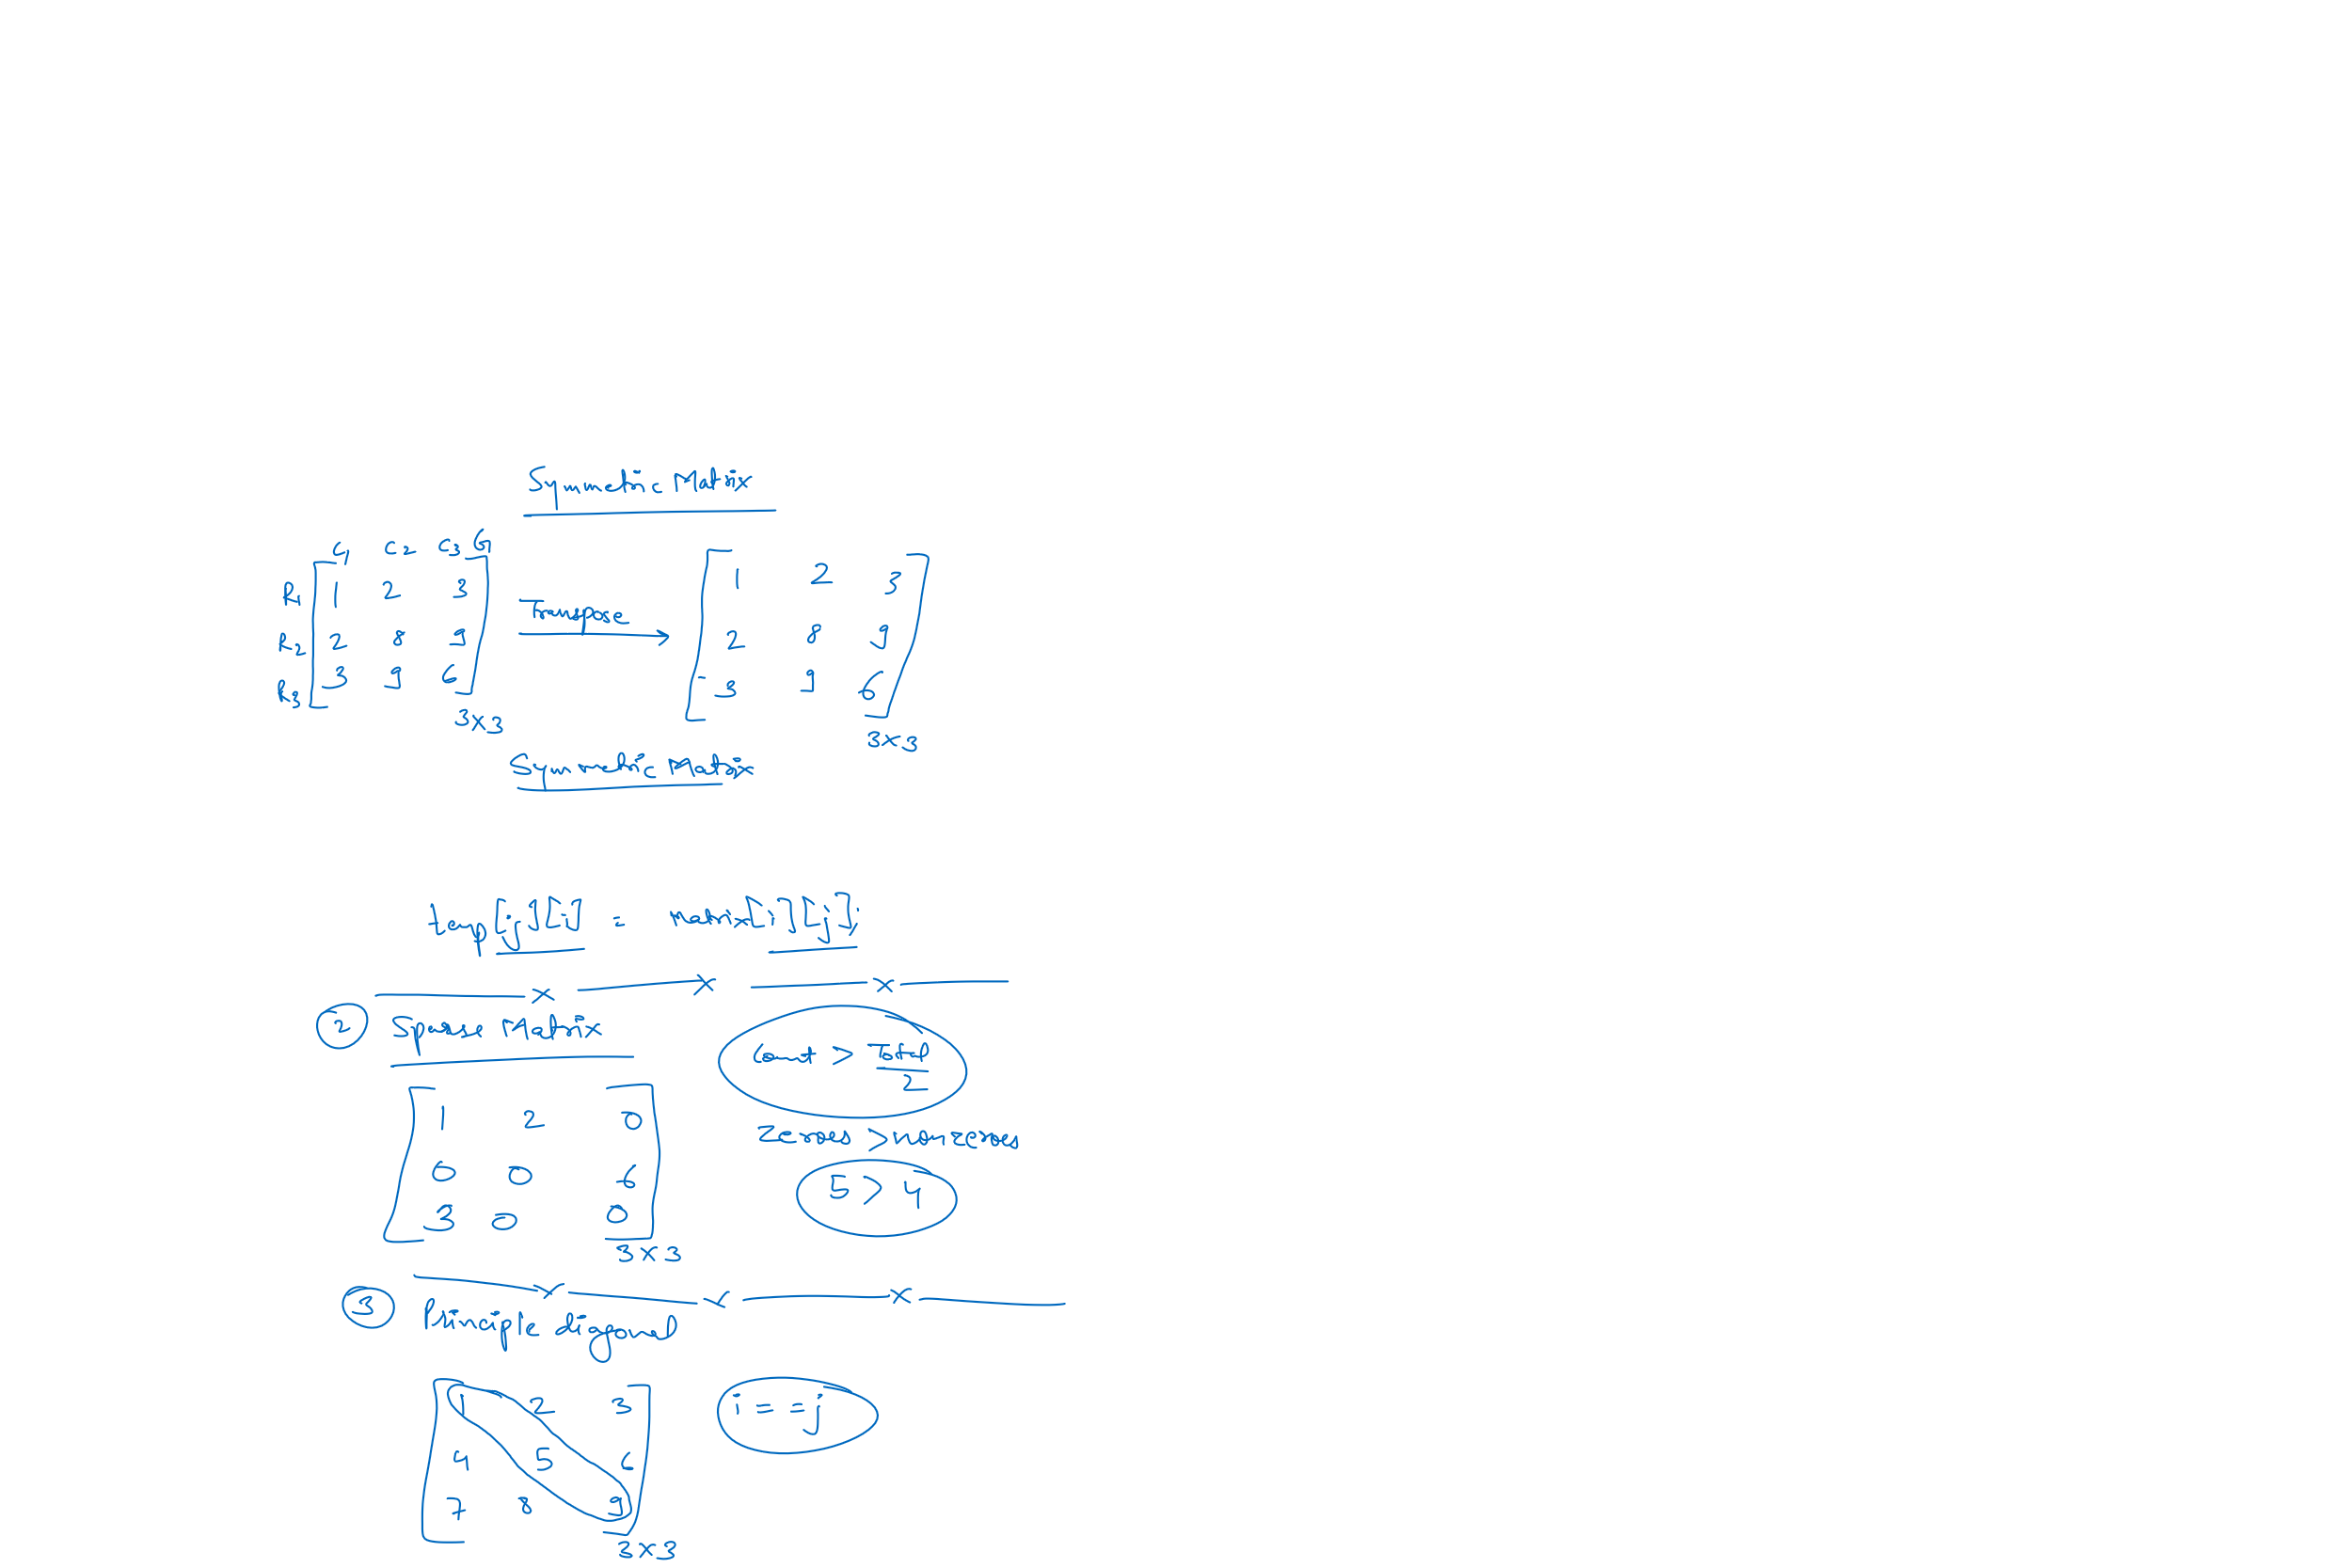 Symmetric Matrix
C1 C2 C3 C4
R1 1 2 3
R2 2 8 9
R3 3 9 6
3x3
Transpose
1 2 3
2 8 9
3 9 6
3x3
Symmetric Matrix
temp[j][i] = matrix[i][j];
2 Sparse Matrix
Count > Total
2
1 2 0
0 0 6
3 0 0
3x3
Zeroes > Non zeroes
5 > 4
3 Principle diagonal
1 2 3
4 5 6
7 8 9
3x3
i == j